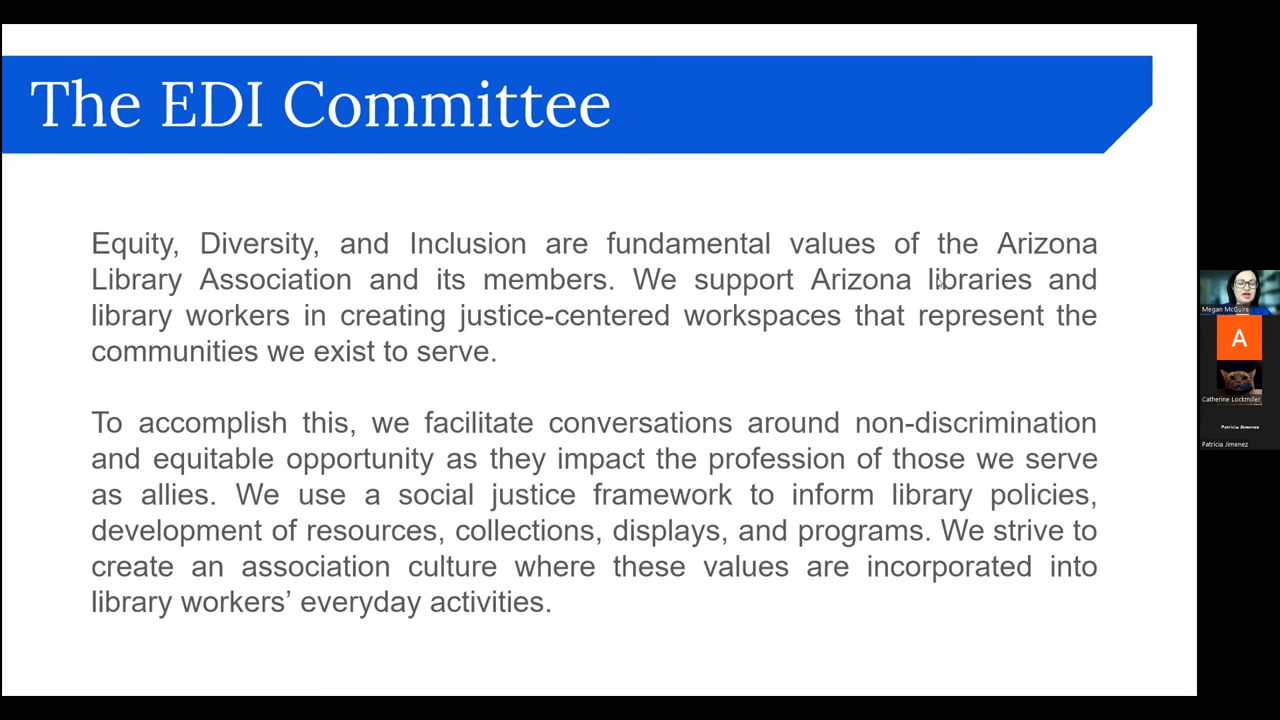 The EDI Committee
Equity, Diversity, and Inclusion are fundamental values of the Arizona
Library Association and its members. We support Arizona libraries and
library workers in creating justice-centered workspaces that represent the
communities we exist to serve.
To accomplish this, we facilitate conversations around non-discrimination
and equitable opportunity as they impact the profession of those we serve
as allies. We use a social justice framework to inform library policies,
development of resources, collections, displays, and programs. We strive to
create an association culture where these values are incorporated into
library workers’ everyday activities.
Megan McGuire
A
Catherine Lockmiller
Patricia Jimenez
Patricia Jimenez